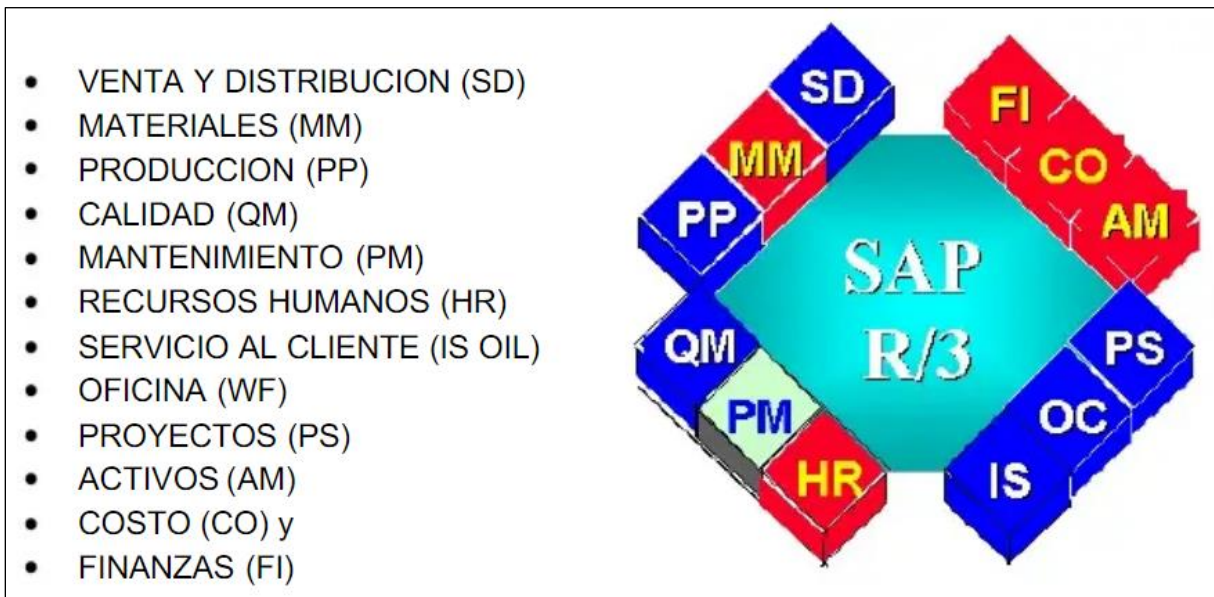 • VENTA Y DISTRIBUCION (SD)
• MATERIALES (MM)
• PRODUCCION (PP)
• CALIDAD (QM)
• MANTENIMIENTO (PM)
• RECURSOS HUMANOS (HR)
• SERVICIO AL CLIENTE (IS OIL)
• OFICINA (WF)
• PROYECTOS (PS)
• ACTIVOS (AM)
• COSTO (CO) y
• FINANZAS (FI)
SD
MM
PP
QM
PM
HR
SAP
R/3
FI
CO
AM
PS
OC
IS